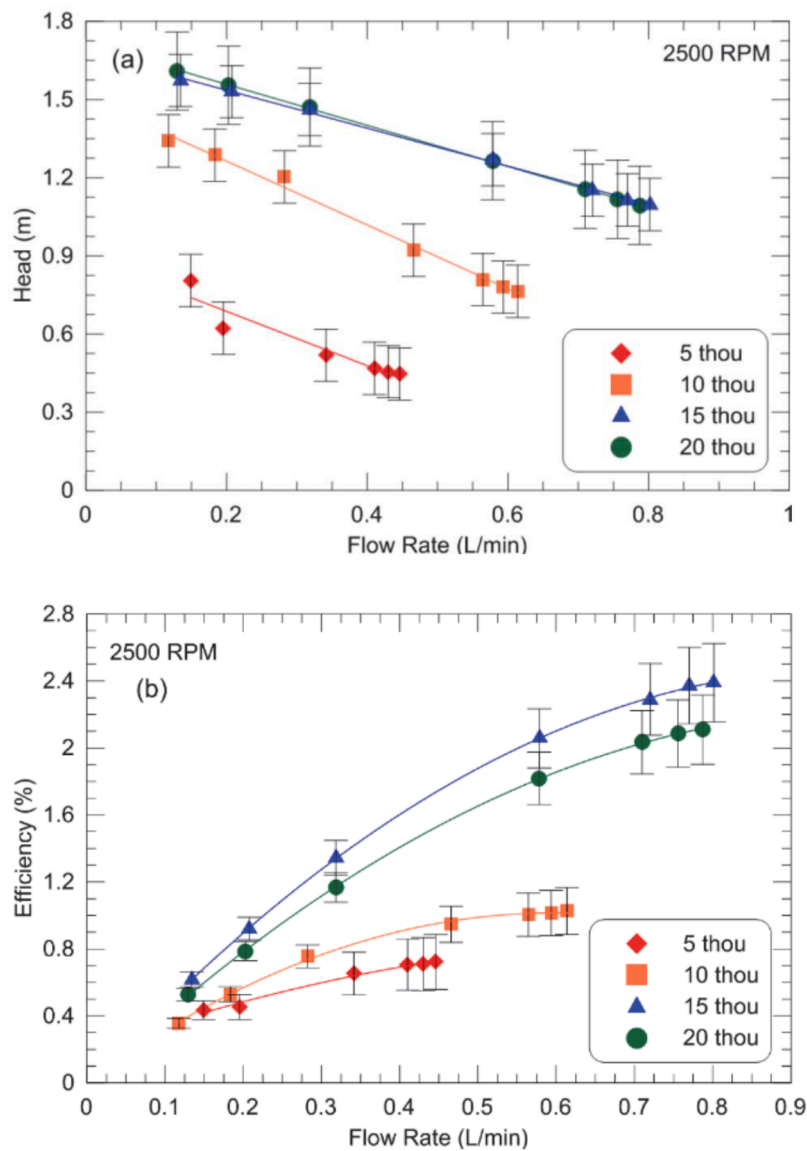 1.8
(a)
2500 RPM
1.5
1.2
Head (m)
0.9
0.6
0.3
0
5 thou
10 thou
15 thou
20 thou
0 0.2 0.4 0.6 0.8 1
Flow Rate (L/min)
2.8
2500 RPM
(b)
2.4
2
1.6
Efficiency (%)
1.2
0.8
0.4
0
5 thou
10 thou
15 thou
20 thou
0 0.1 0.2 0.3 0.4 0.5 0.6 0.7 0.8 0.9
Flow Rate (L/min)